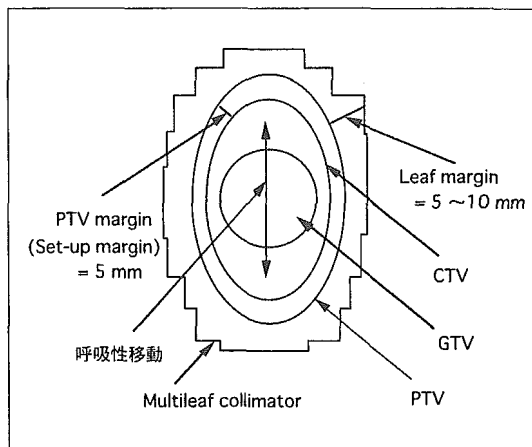 Leaf margin
= 5 ~10 mm
PTV margin
(Set-up margin)
= 5 mm
CTV
GTV
呼吸性移動
Multileaf collimator
PTV